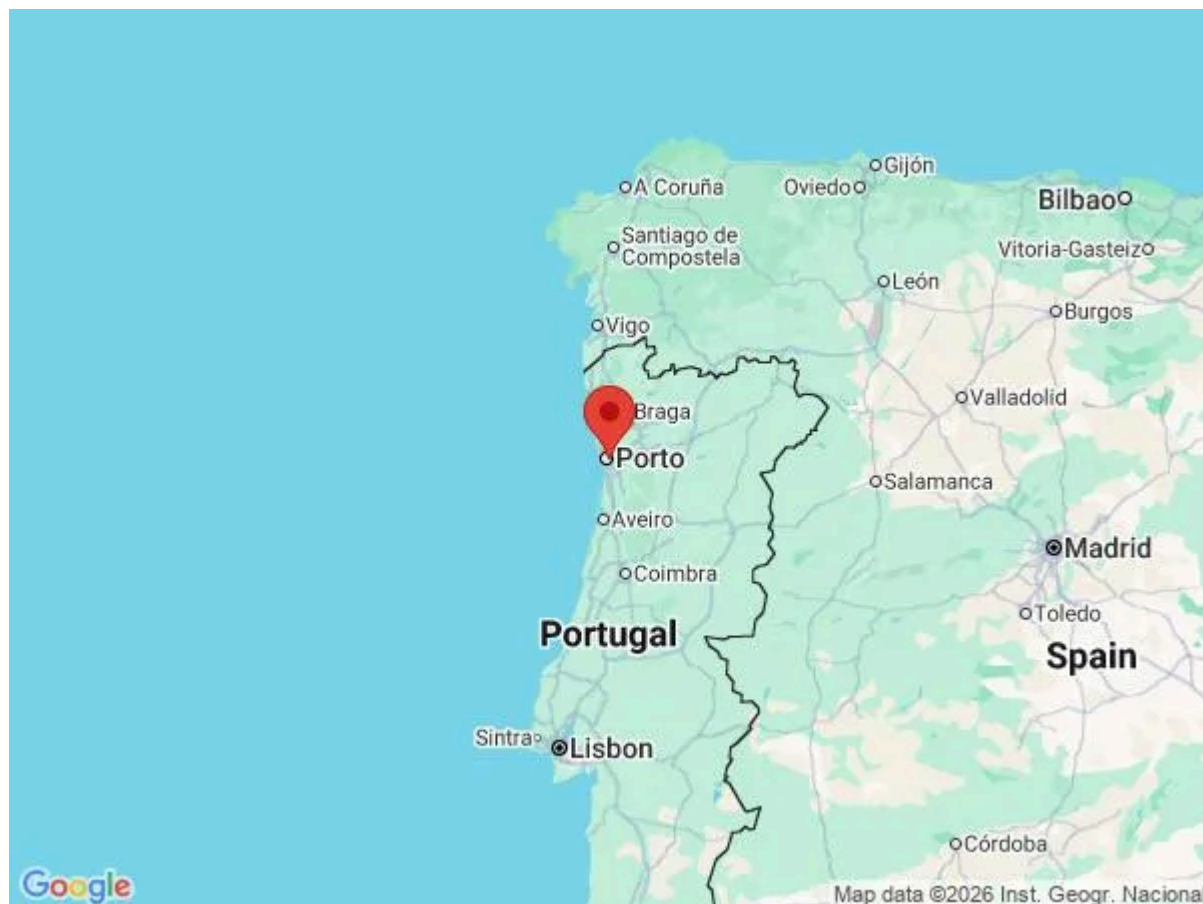 Gijón
A Coruña
Oviedo
Bilbao
Santiago de
Compostela
Vitoria-Gasteiz
León
Burgos
Vigo
Valladolid
Braga
Porto
Salamanca
Aveiro
Madrid
Coimbra
Toledo
Portugal
Spain
Sintra
Lisbon
Córdoba
Google
Map data ©2026 Inst. Geogr. Nacional